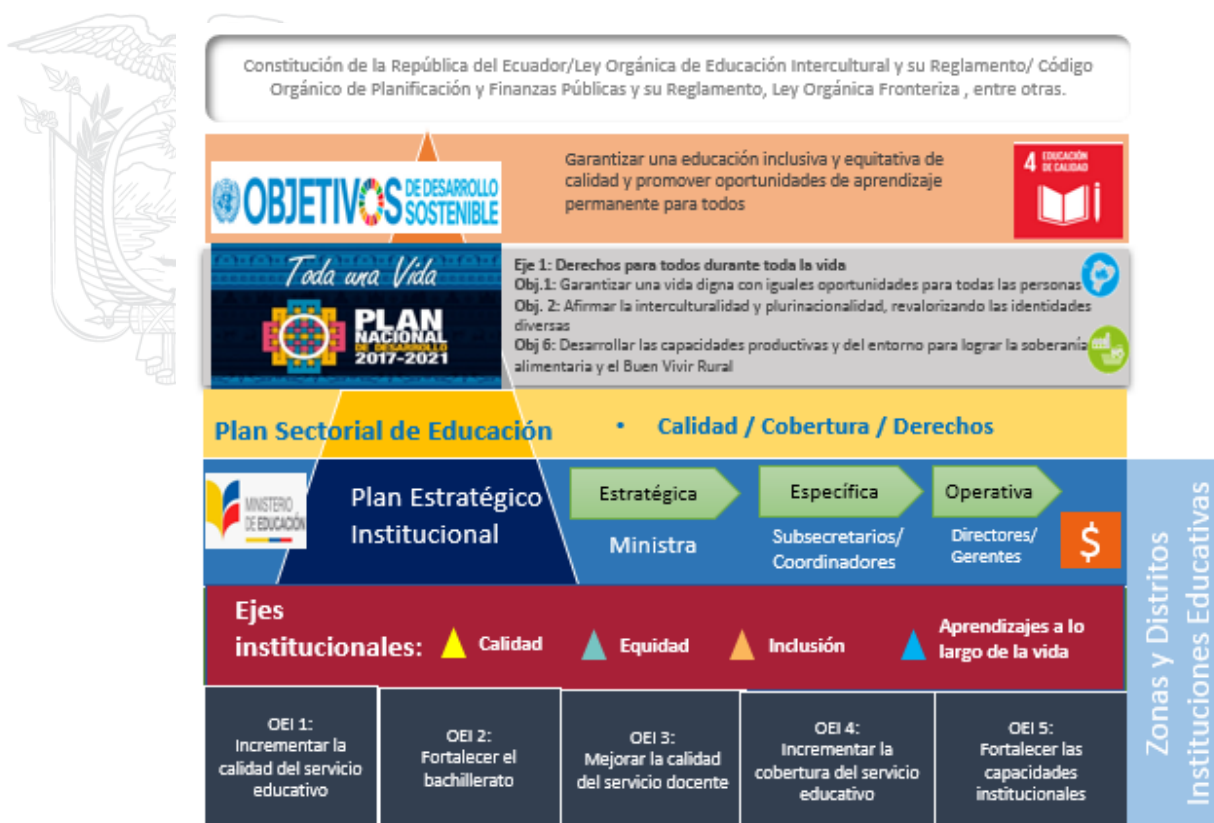 Constitución de la República del Ecuador/Ley Orgánica de Educación Intercultural y su Reglamento/ Código
Orgánico de Planificación y Finanzas Públicas y su Reglamento, Ley Orgánica Fronteriza , entre otras.
OBJETIVOS
DE DESARROLLO
SOSTENIBLE
Garantizar una educación inclusiva y equitativa de
calidad y promover oportunidades de aprendizaje
permanente para todos
4 EDUCACIÓN
DE CALIDAD
Toda una Vida
PLAN
NACIONAL
DE DESARROLLO
2017-2021
Eje 1: Derechos para todos durante toda la vida
Obj.1: Garantizar una vida digna con iguales oportunidades para todas las personas
Obj. 2: Afirmar la interculturalidad y plurinacionalidad, revalorizando las identidades
diversas
Obj 6: Desarrollar las capacidades productivas y del entorno para lograr la soberanía
alimentaria y el Buen Vivir Rural
Plan Sectorial de Educación
• Calidad / Cobertura / Derechos
MINISTERIO
DE EDUCACIÓN
Plan Estratégico
Institucional
Estratégica
Ministra
Específica
Subsecretarios/
Coordinadores
Operativa
Directores/
Gerentes
$
Ejes
institucionales:
Calidad
Equidad
Inclusión
Aprendizajes a lo
largo de la vida
OEI 1:
Incrementar la
calidad del servicio
educativo
OEI 2:
Fortalecer el
bachillerato
OEI 3:
Mejorar la calidad
del servicio docente
OEI 4:
Incrementar la
cobertura del servicio
educativo
OEI 5:
Fortalecer las
capacidades
institucionales
Zonas y Distritos
Instituciones Educativas